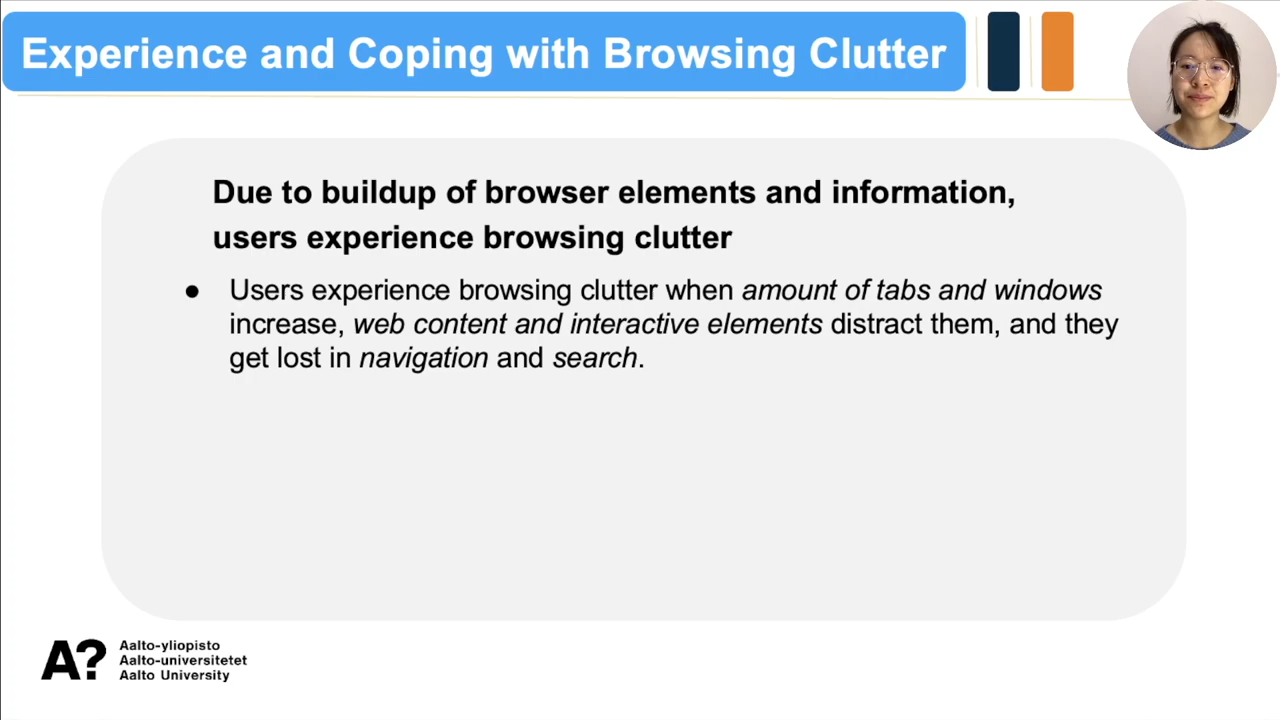 Experience and Coping with Browsing Clutter
Due to buildup of browser elements and information,
users experience browsing clutter
● Users experience browsing clutter when amount of tabs and windows
increase, web content and interactive elements distract them, and they
get lost in navigation and search.
A?
Aalto-yliopisto
Aalto-universitetet
Aalto University